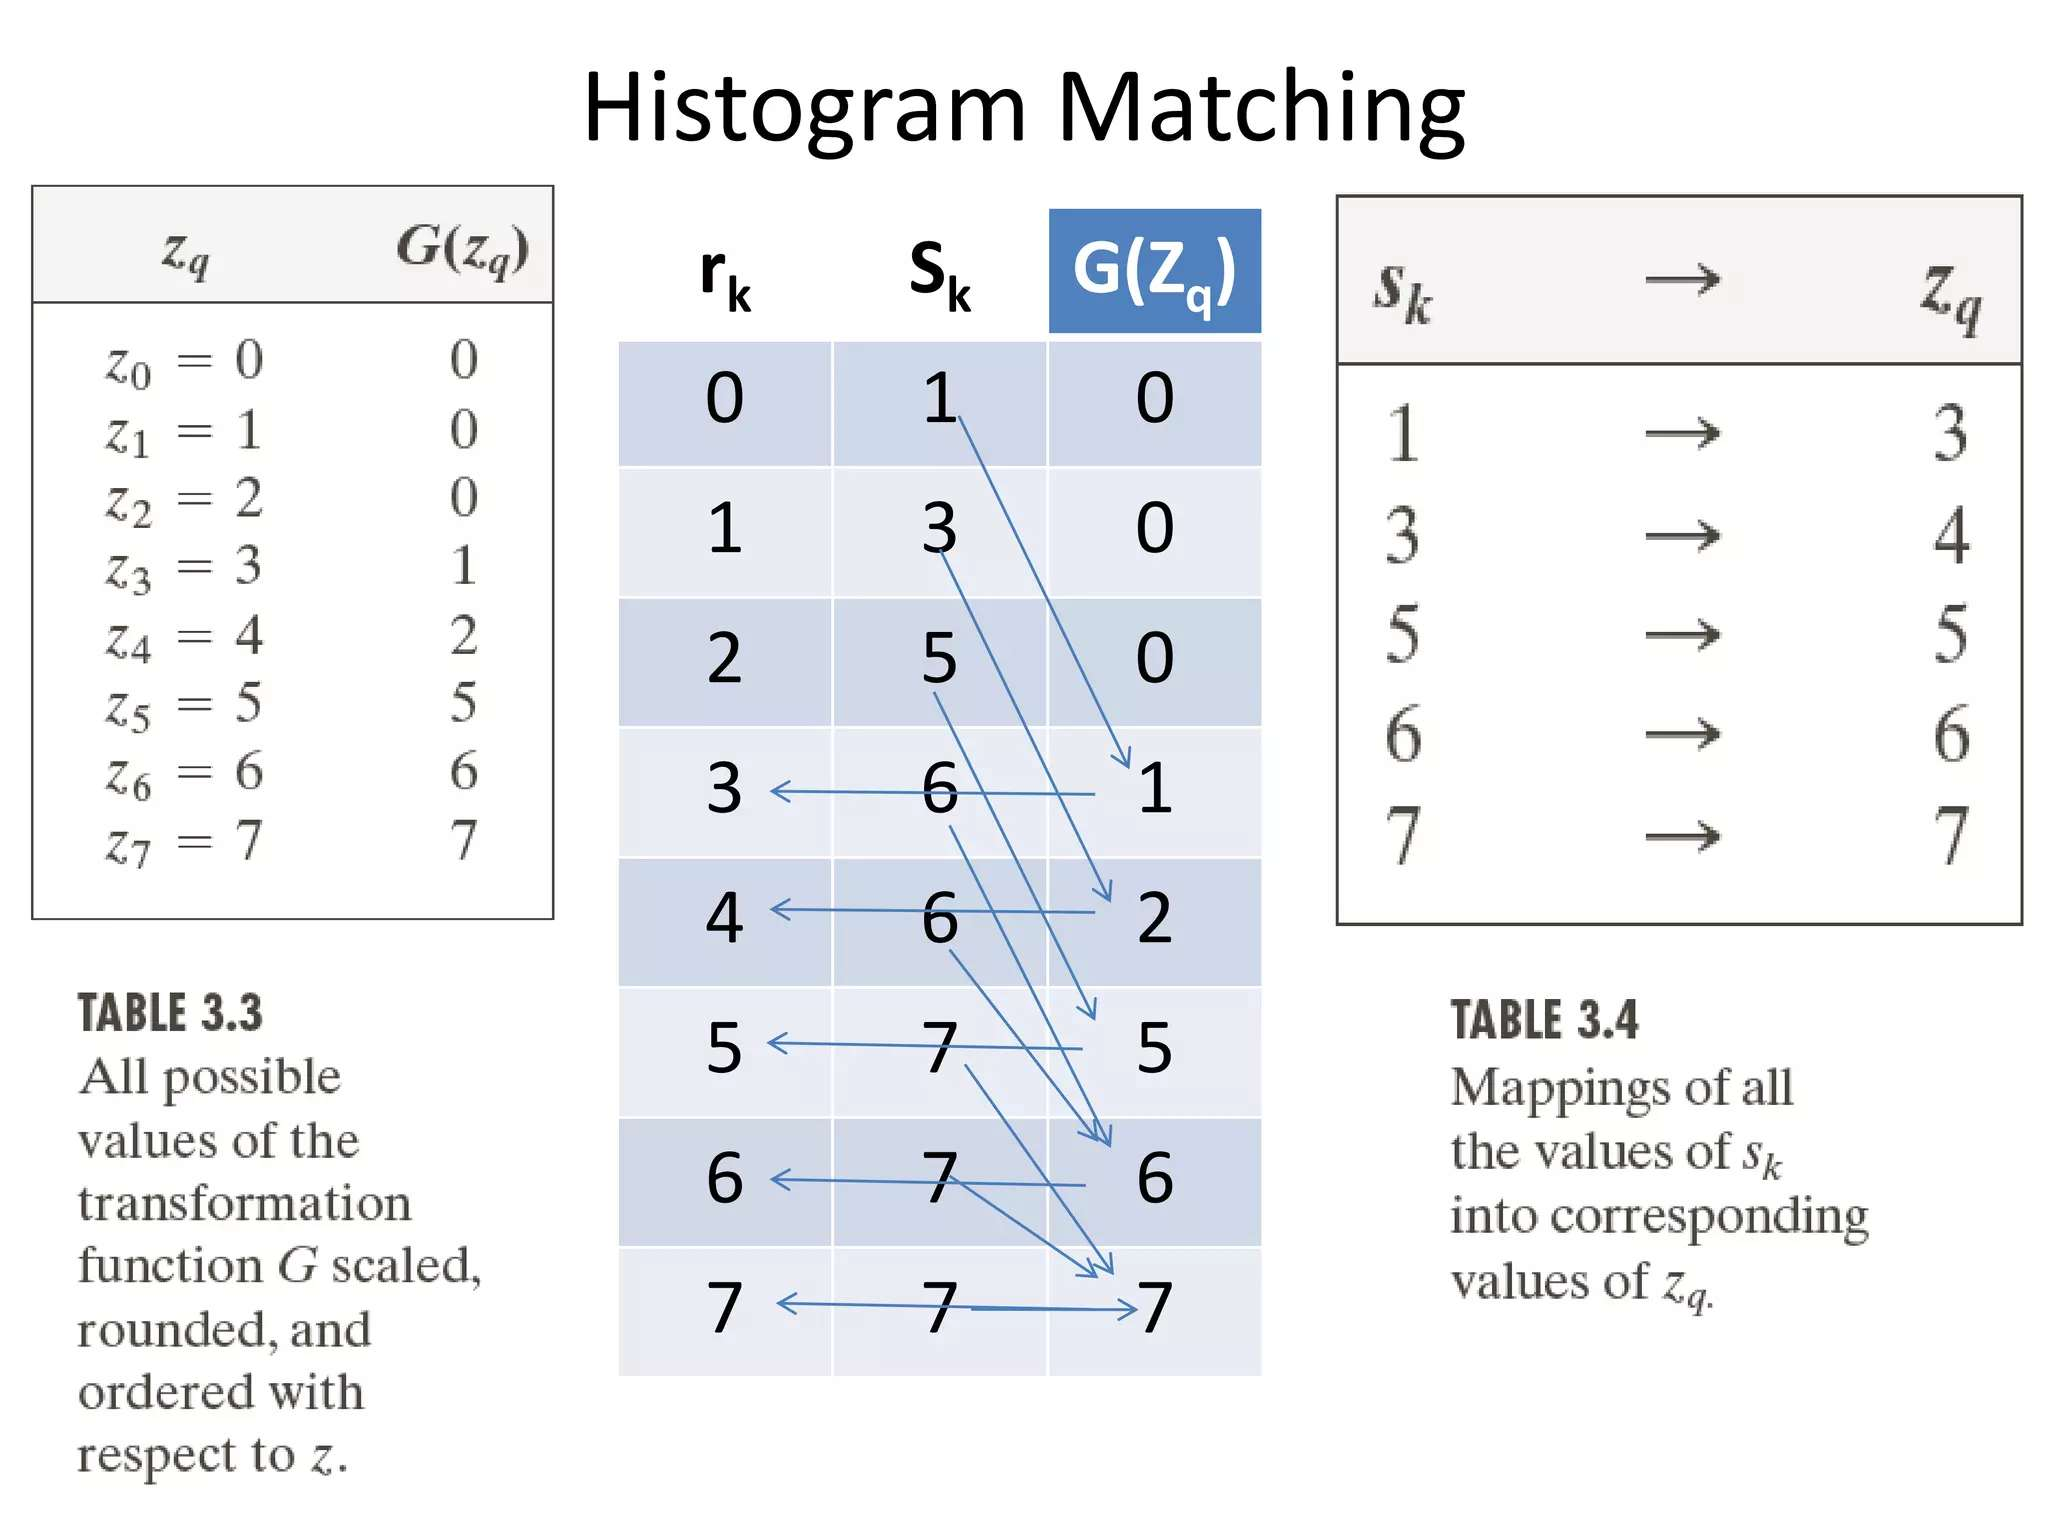 Histogram Matching
z_q G(z_q)
z_0 = 0 0
z_1 = 1 0
z_2 = 2 0
z_3 = 3 1
z_4 = 4 2
z_5 = 5 5
z_6 = 6 6
z_7 = 7 7
TABLE 3.3
All possible
values of the
transformation
function G scaled,
rounded, and
ordered with
respect to z.
r_k S_k G(Z_q)
0 1 0
1 3 0
2 5 0
3 6 1
4 6 2
5 7 5
6 7 6
7 7 7
s_k → z_q
1 → 3
3 → 4
5 → 5
6 → 6
7 → 7
TABLE 3.4
Mappings of all
the values of s_k
into corresponding
values of z_q.